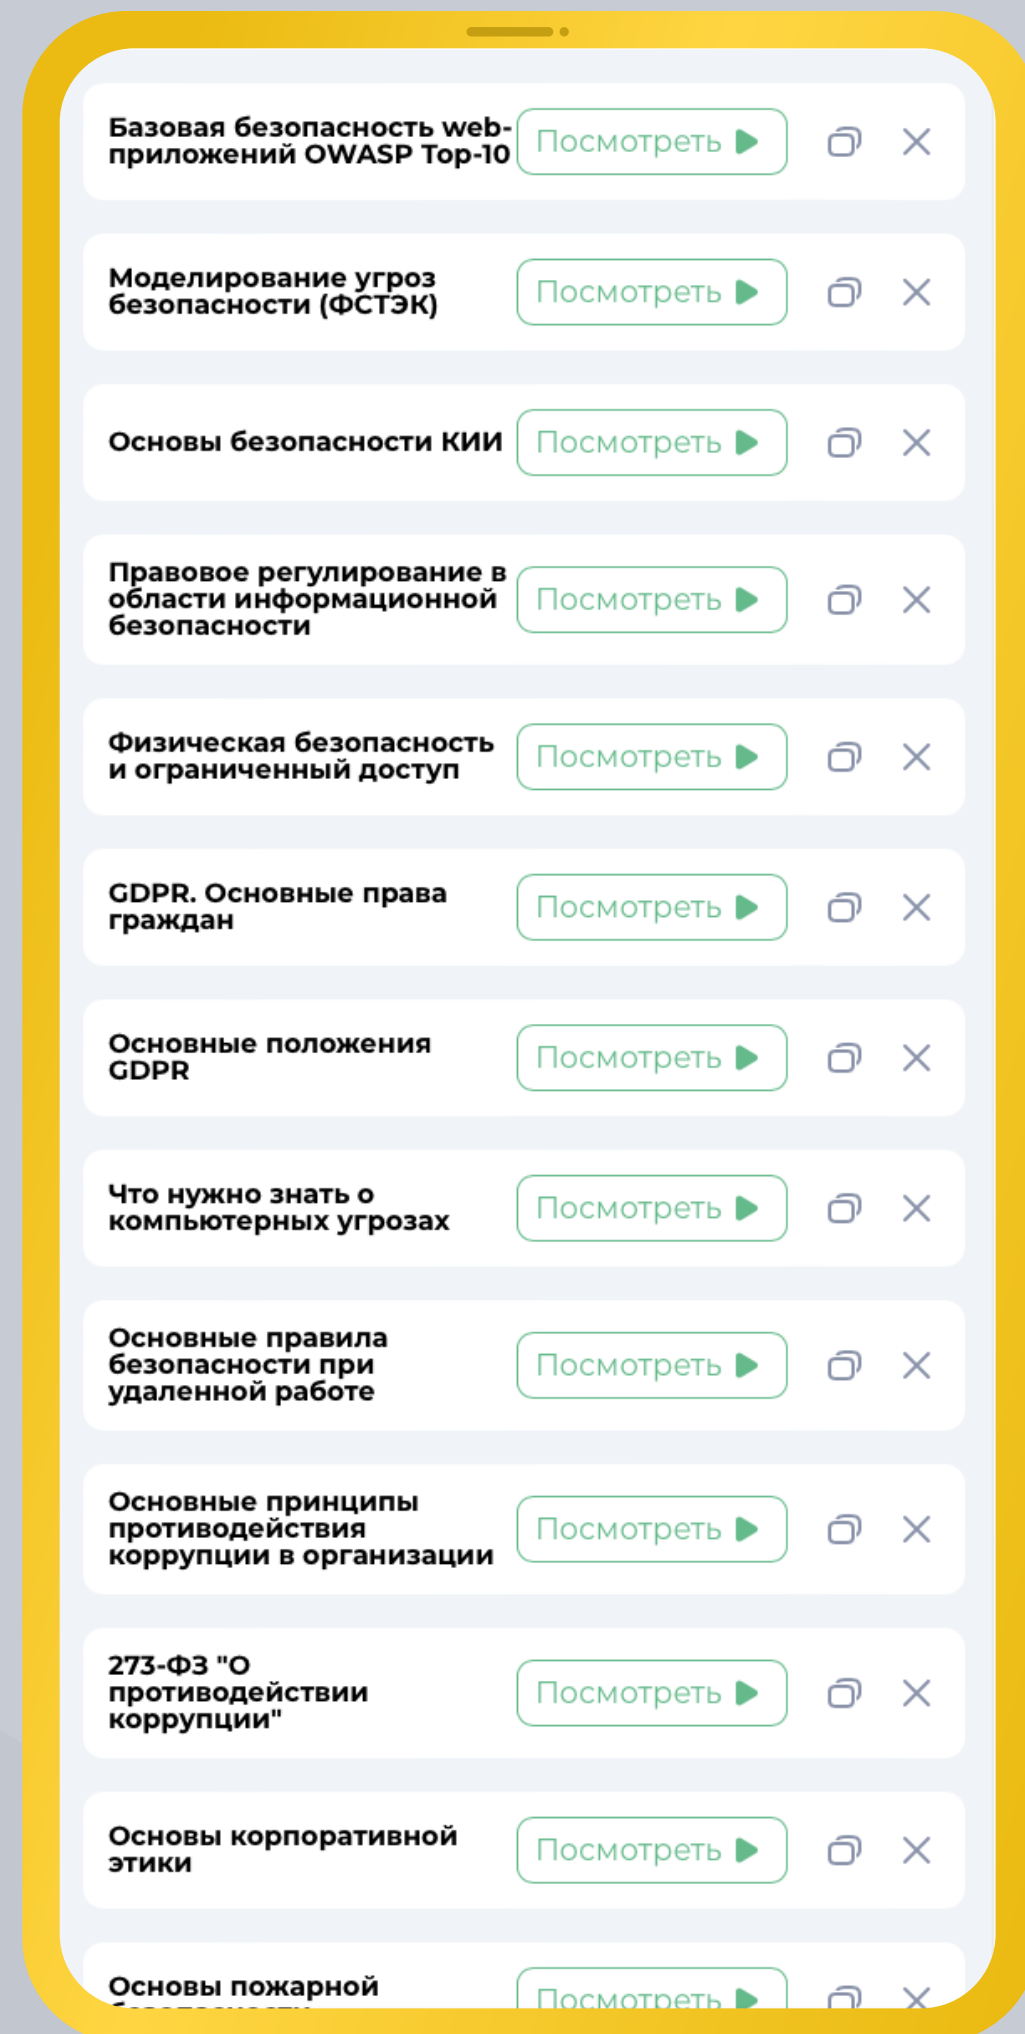 Базовая безопасность web-
приложений OWASP Top-10
Посмотреть
Моделирование угроз
безопасности (ФСТЭК)
Посмотреть
Основы безопасности КИИ
Посмотреть
Правовое регулирование в
области информационной
безопасности
Посмотреть
Физическая безопасность
и ограниченный доступ
Посмотреть
GDPR. Основные права
граждан
Посмотреть
Основные положения
GDPR
Посмотреть
Что нужно знать о
компьютерных угрозах
Посмотреть
Основные правила
безопасности при
удаленной работе
Посмотреть
Основные принципы
противодействия
коррупции в организации
Посмотреть
273-ФЗ "О
противодействии
коррупции"
Посмотреть
Основы корпоративной
этики
Посмотреть
Основы пожарной
Посмотреть